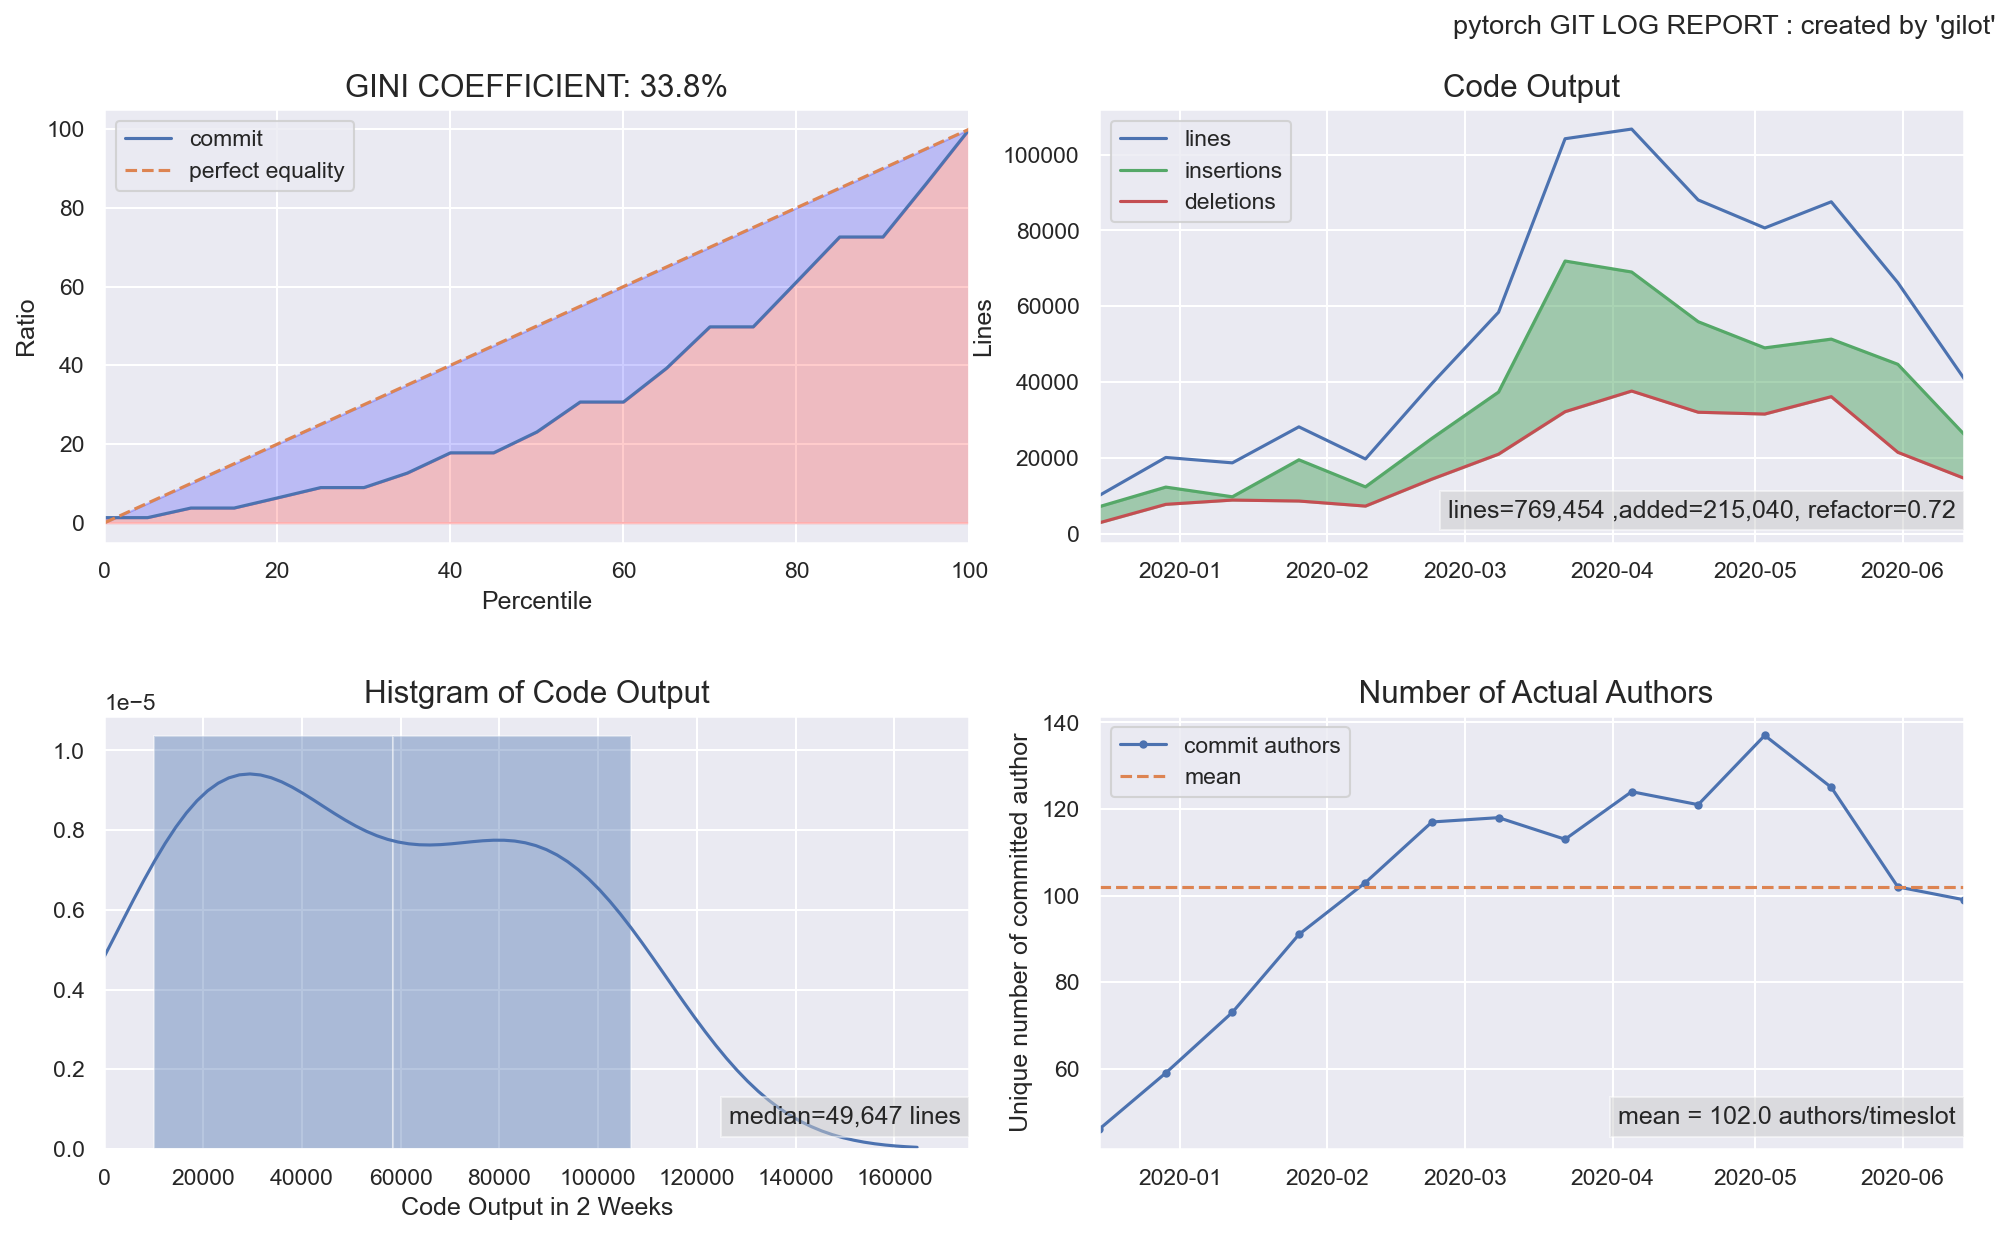 pytorch GIT LOG REPORT : created by 'gilot'
GINI COEFFICIENT: 33.8%
commit
perfect equality
100
80
60
40
20
0
Ratio
0 20 40 60 80 100
Percentile
Code Output
lines
insertions
deletions
100000
80000
60000
40000
20000
0
Lines
lines=769,454 ,added=215,040, refactor=0.72
2020-01 2020-02 2020-03 2020-04 2020-05 2020-06
Histgram of Code Output
1e−5
1.0
0.8
0.6
0.4
0.2
0.0
median=49,647 lines
0 20000 40000 60000 80000 100000 120000 140000 160000
Code Output in 2 Weeks
Number of Actual Authors
commit authors
mean
140
120
100
80
60
Unique number of committed author
mean = 102.0 authors/timeslot
2020-01 2020-02 2020-03 2020-04 2020-05 2020-06